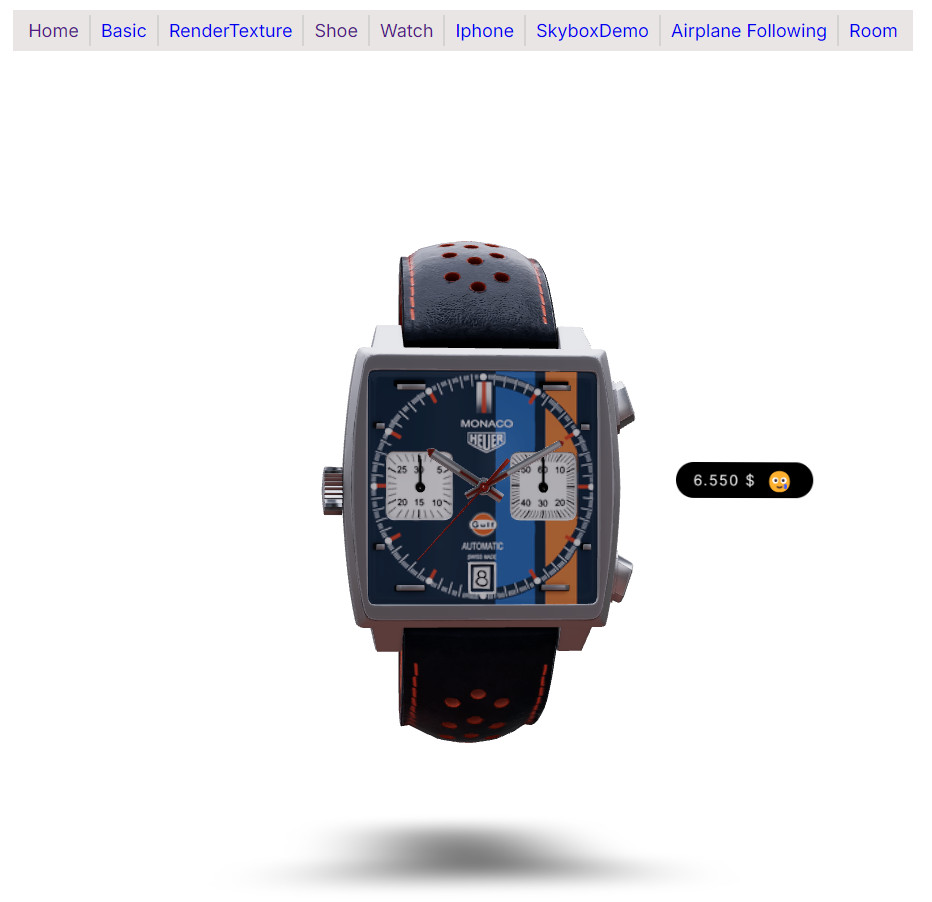 Home Basic RenderTexture Shoe Watch Iphone SkyboxDemo Airplane Following Room
MONACO
HEUER
25 30 5
20 15 10
50 60 10
40 30 20
6.550 $
Gulf
AUTOMATIC
SWISS MADE
8